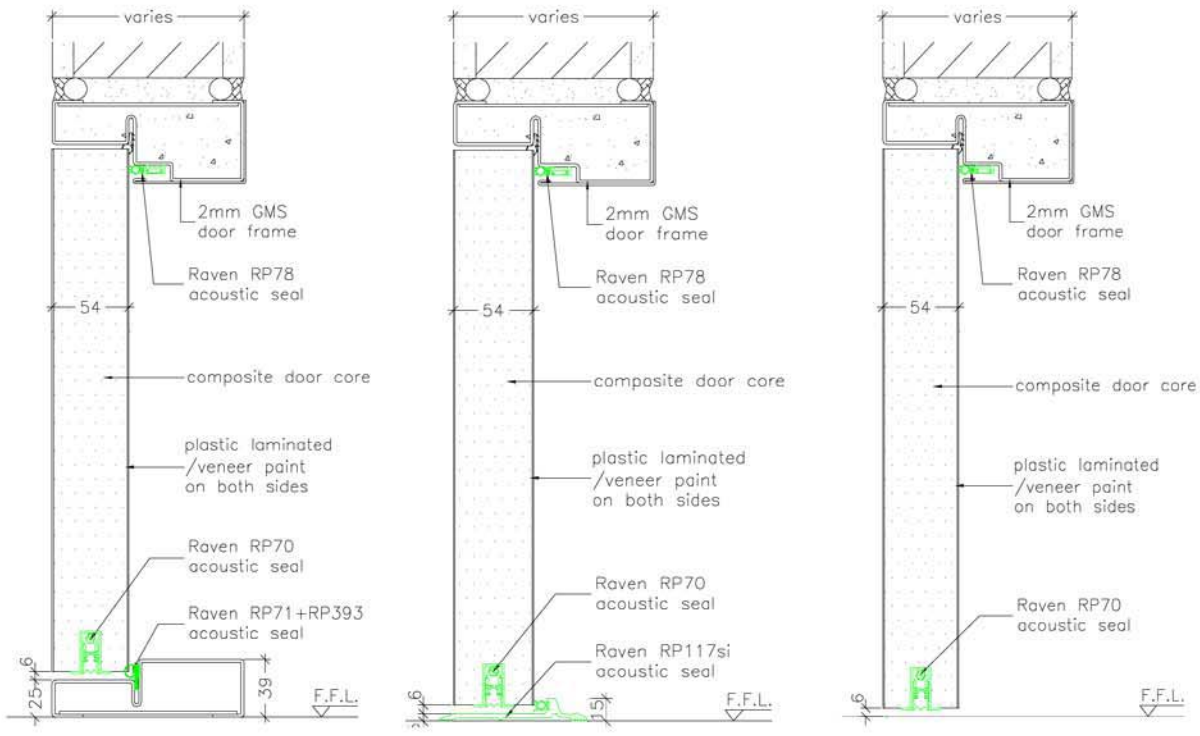 varies
2mm GMS
door frame
Raven RP78
acoustic seal
54
composite door core
plastic laminated
/veneer paint
on both sides
Raven RP70
acoustic seal
Raven RP71+RP393
acoustic seal
6
25
39
F.F.L.
varies
2mm GMS
door frame
Raven RP78
acoustic seal
54
composite door core
plastic laminated
/veneer paint
on both sides
Raven RP70
acoustic seal
Raven RP117si
acoustic seal
6
15
F.F.L.
varies
2mm GMS
door frame
Raven RP78
acoustic seal
54
composite door core
plastic laminated
/veneer paint
on both sides
Raven RP70
acoustic seal
6
F.F.L.